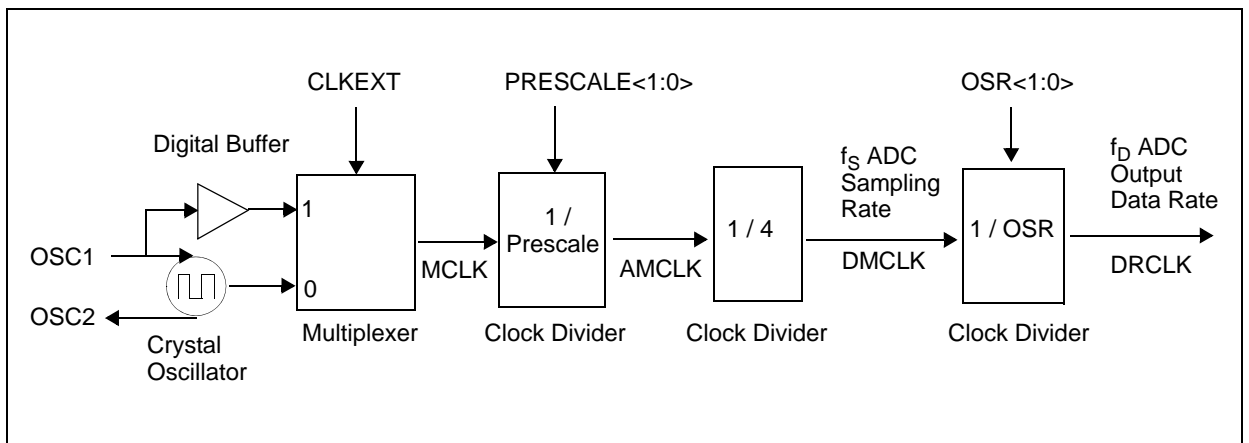 CLKEXT
PRESCALE<1:0>
OSR<1:0>
Digital Buffer
fS ADC
Sampling
Rate
fD ADC
Output
Data Rate
1
0
1 /
Prescale
1 / 4
1 / OSR
OSC1
OSC2
MCLK
AMCLK
DMCLK
DRCLK
Crystal
Oscillator
Multiplexer
Clock Divider
Clock Divider
Clock Divider